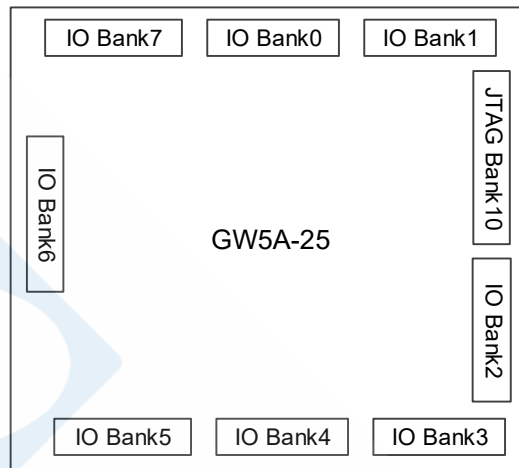 IO Bank7
IO Bank0
IO Bank1
JTAG Bank10
IO Bank6
GW5A-25
IO Bank2
IO Bank5
IO Bank4
IO Bank3